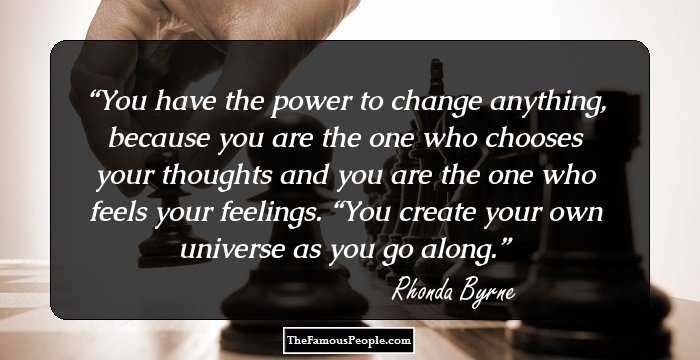 “You have the power to change anything,
because you are the one who chooses
your thoughts and you are the one who
feels your feelings. “You create your own
universe as you go along.”
Rhonda Byrne
TheFamousPeople.com